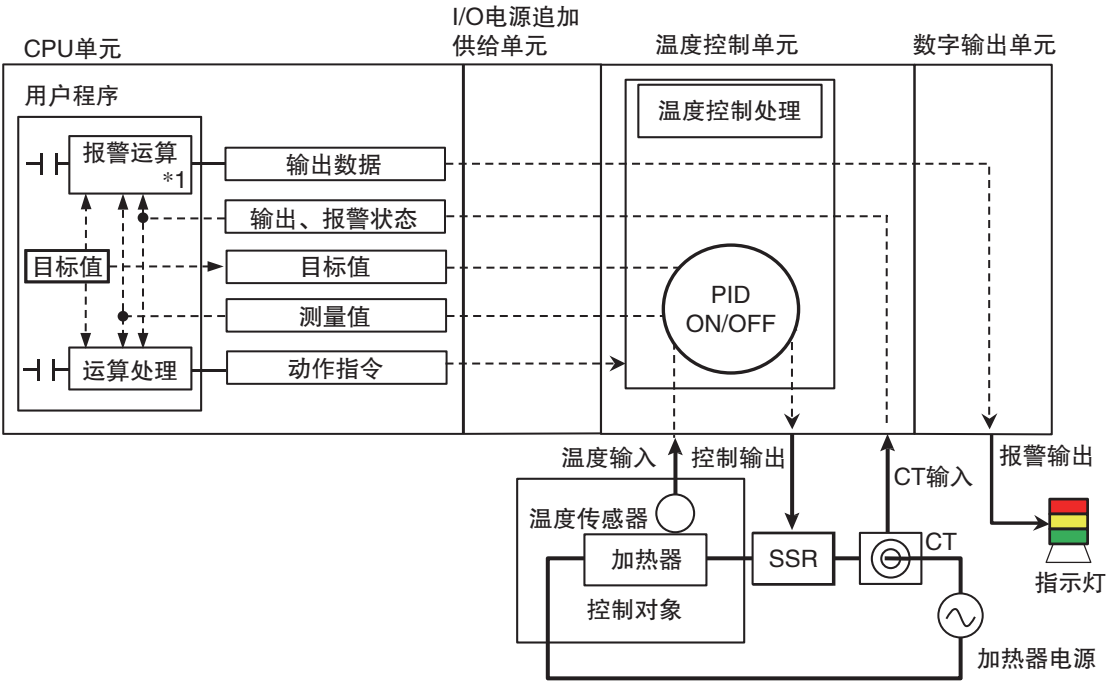 I/O电源追加
供给单元
CPU单元
温度控制单元
数字输出单元
用户程序
温度控制处理
报警运算
*1
输出数据
输出、报警状态
目标值
目标值
PID
ON/OFF
测量值
运算处理
动作指令
温度输入
控制输出
CT输入
报警输出
温度传感器
加热器
SSR
CT
指示灯
控制对象
加热器电源